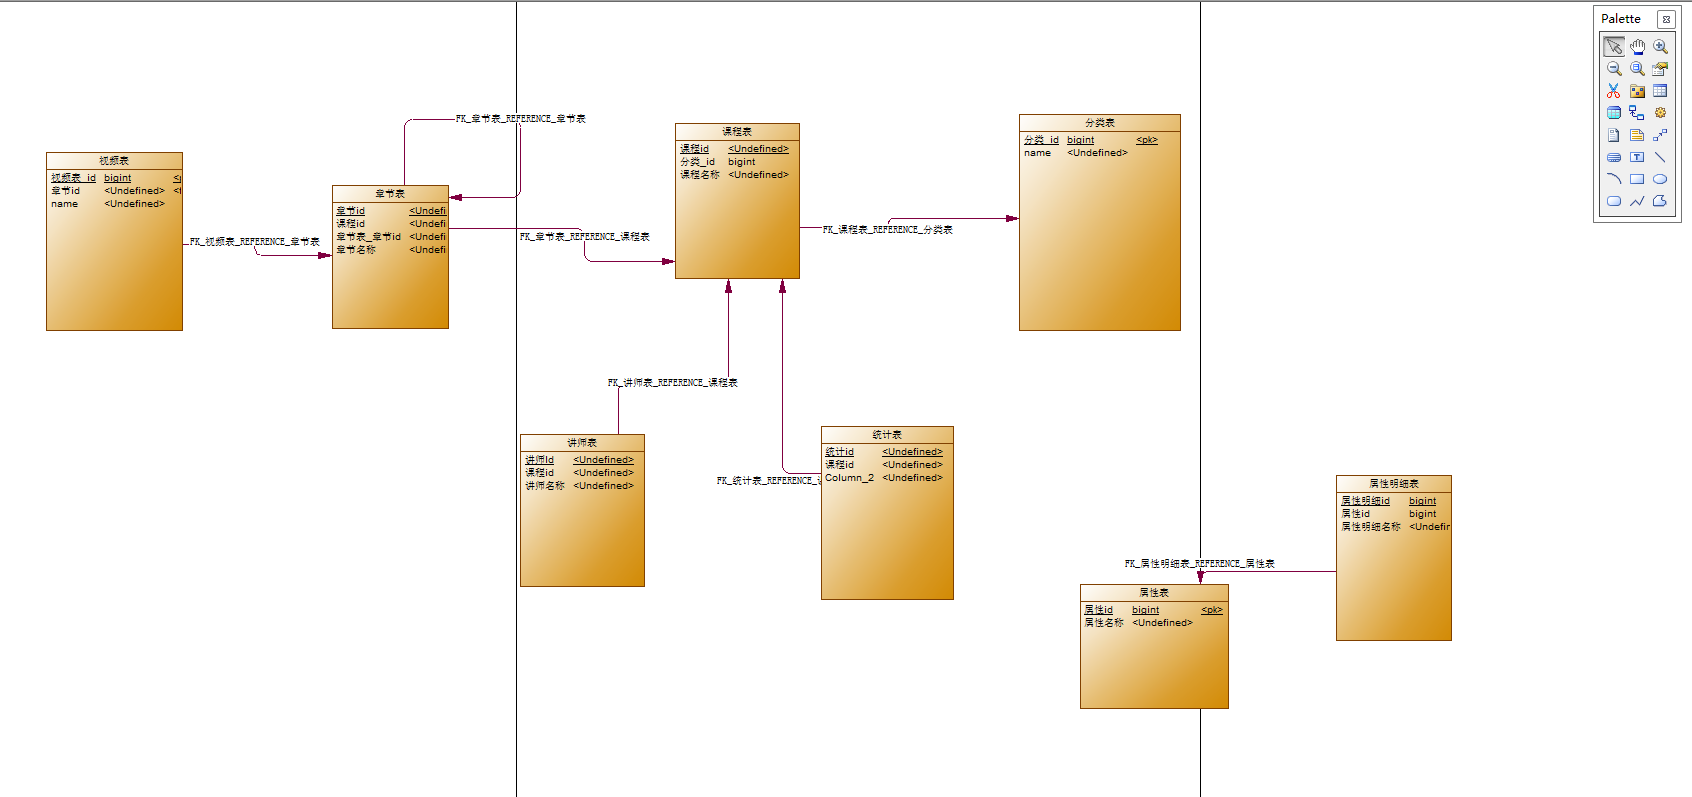 Palette
FK_章节表_REFERENCE_章节表
视频表
视频表_id bigint
章节id <Undefined>
name <Undefined>
FK_视频表_REFERENCE_章节表
章节表
章节id <Undefi
课程id <Undefi
章节表_章节id <Undefi
章节名称 <Undefi
FK_章节表_REFERENCE_课程表
课程表
课程id <Undefined>
分类_id bigint
课程名称 <Undefined>
FK_课程表_REFERENCE_分类表
分类表
分类_id bigint <pk>
name <Undefined>
FK_讲师表_REFERENCE_课程表
讲师表
讲师Id <Undefined>
课程id <Undefined>
讲师名称 <Undefined>
FK_统计表_REFERENCE_
统计表
统计id <Undefined>
课程id <Undefined>
Column_2 <Undefined>
属性明细表
属性明细id bigint
属性id bigint
属性明细名称 <Undefir
FK_属性明细表_REFERENCE_属性表
属性表
属性id bigint <pk>
属性名称 <Undefined>